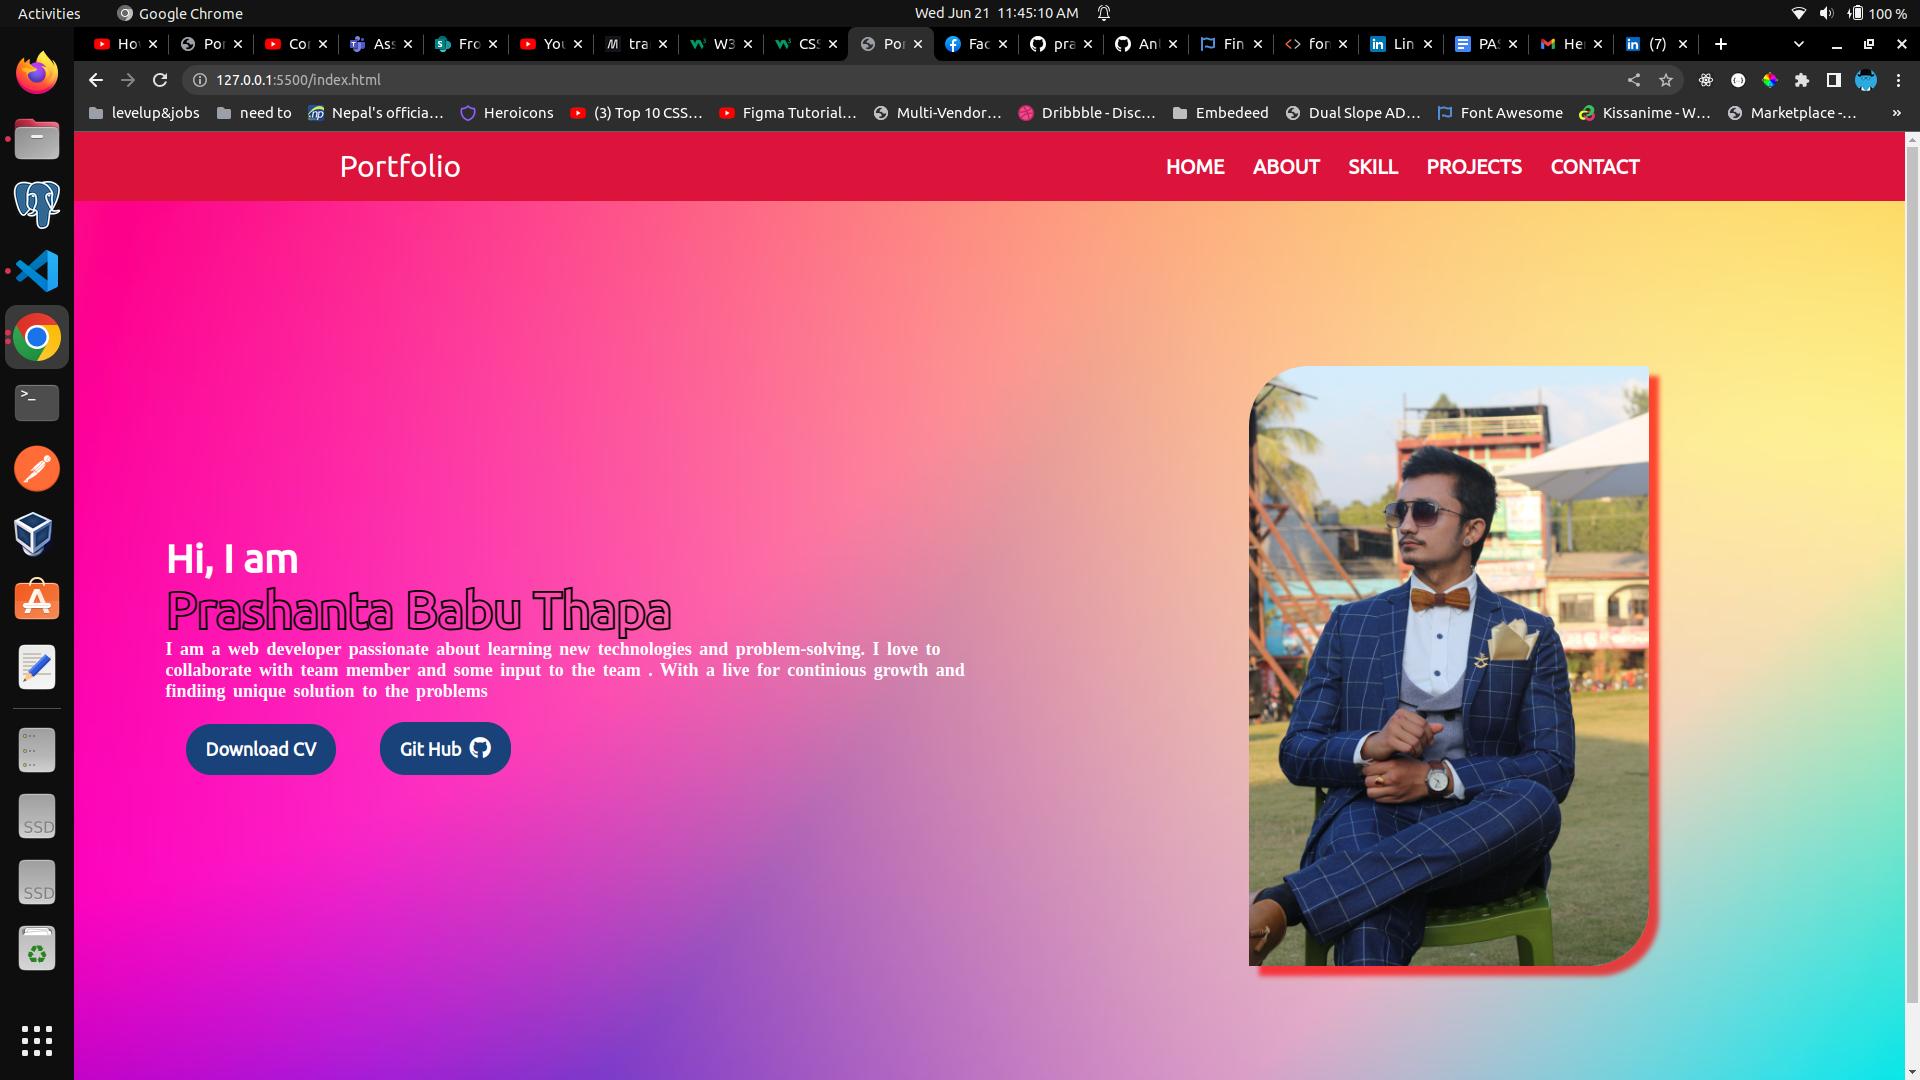 Activities
Google Chrome
Wed Jun 21 11:45:10 AM
100 %
Ho
Por
Cor
Ass
Fro
You
tra
W3
CSS
Por
Fac
pra
Anl
Fin
for
Lin
PAS
He
(7)
127.0.0.1:5500/index.html
levelup&jobs
need to
Nepal's officia…
Heroicons
(3) Top 10 CSS…
Figma Tutorial…
Multi-Vendor…
Dribbble - Disc…
Embedeed
Dual Slope AD…
Font Awesome
Kissanime - W…
Marketplace -…
»
Portfolio
HOME
ABOUT
SKILL
PROJECTS
CONTACT
Hi, I am
Prashanta Babu Thapa
I am a web developer passionate about learning new technologies and problem-solving. I love to
collaborate with team member and some input to the team . With a live for continious growth and
findiing unique solution to the problems
Download CV
Git Hub
>_
SSD
SSD